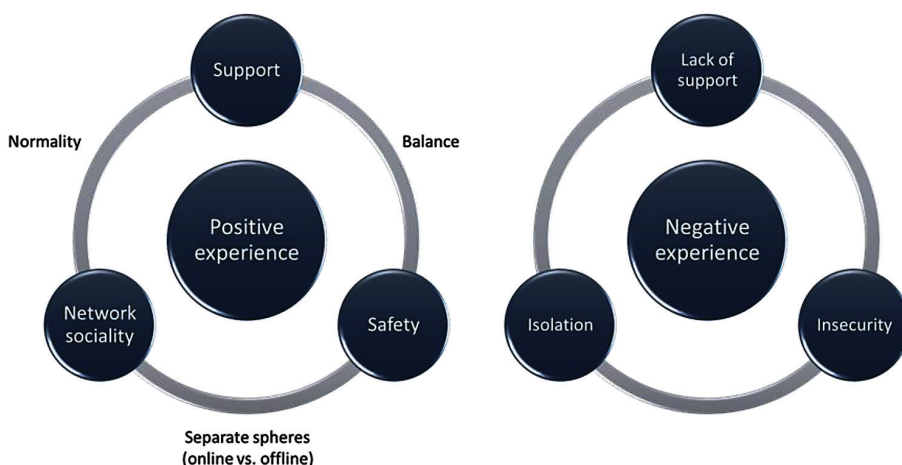 Support
Normality
Balance
Positive
experience
Network
sociality
Safety
Separate spheres
(online vs. offline)
Lack of
support
Negative
experience
Isolation
Insecurity